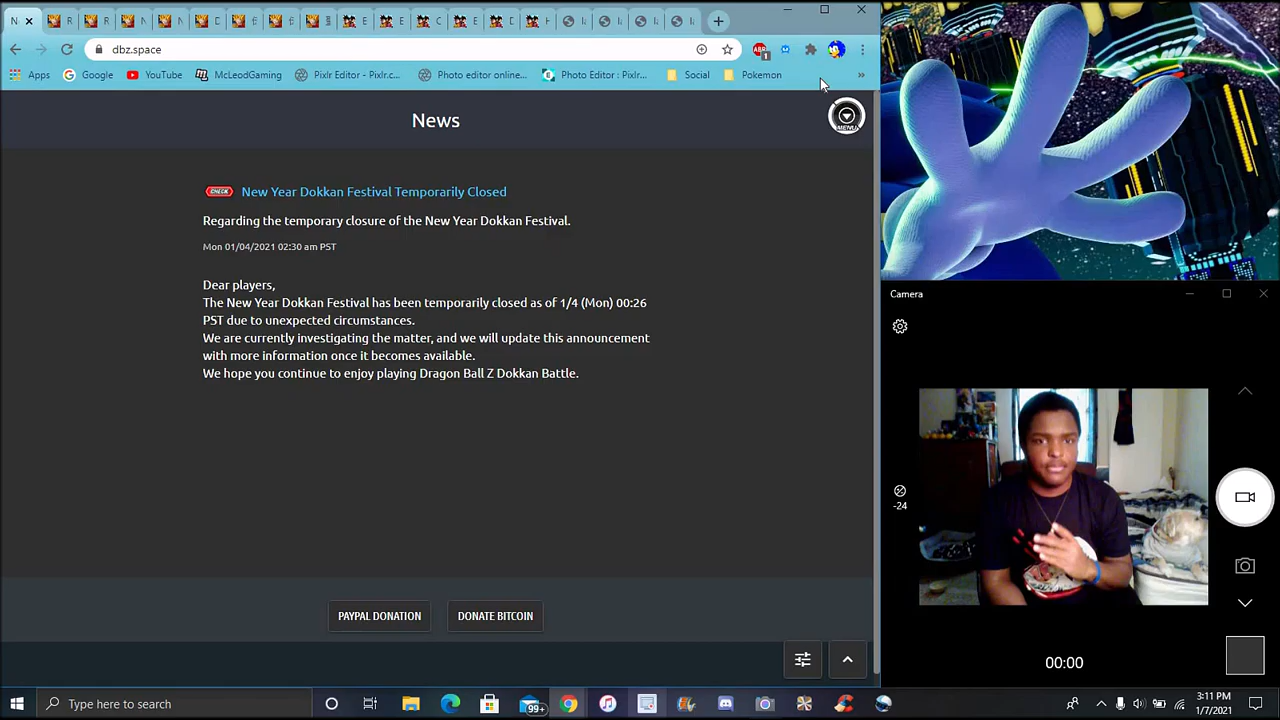 N
R
R
N
N
D
E
E
C
E
D
H
dbz.space
ABR
1
Apps
Google
YouTube
McLeodGaming
Pixlr Editor - Pixlr.c...
Photo editor online...
Photo Editor : Pixlr...
Social
Pokemon
»
News
MENU
CHECK
New Year Dokkan Festival Temporarily Closed
Regarding the temporary closure of the New Year Dokkan Festival.
Mon 01/04/2021 02:30 am PST
Dear players,
The New Year Dokkan Festival has been temporarily closed as of 1/4 (Mon) 00:26
PST due to unexpected circumstances.
We are currently investigating the matter, and we will update this announcement
with more information once it becomes available.
We hope you continue to enjoy playing Dragon Ball Z Dokkan Battle.
PAYPAL DONATION
DONATE BITCOIN
Camera
-24
00:00
Type here to search
99+
3:11 PM
1/7/2021